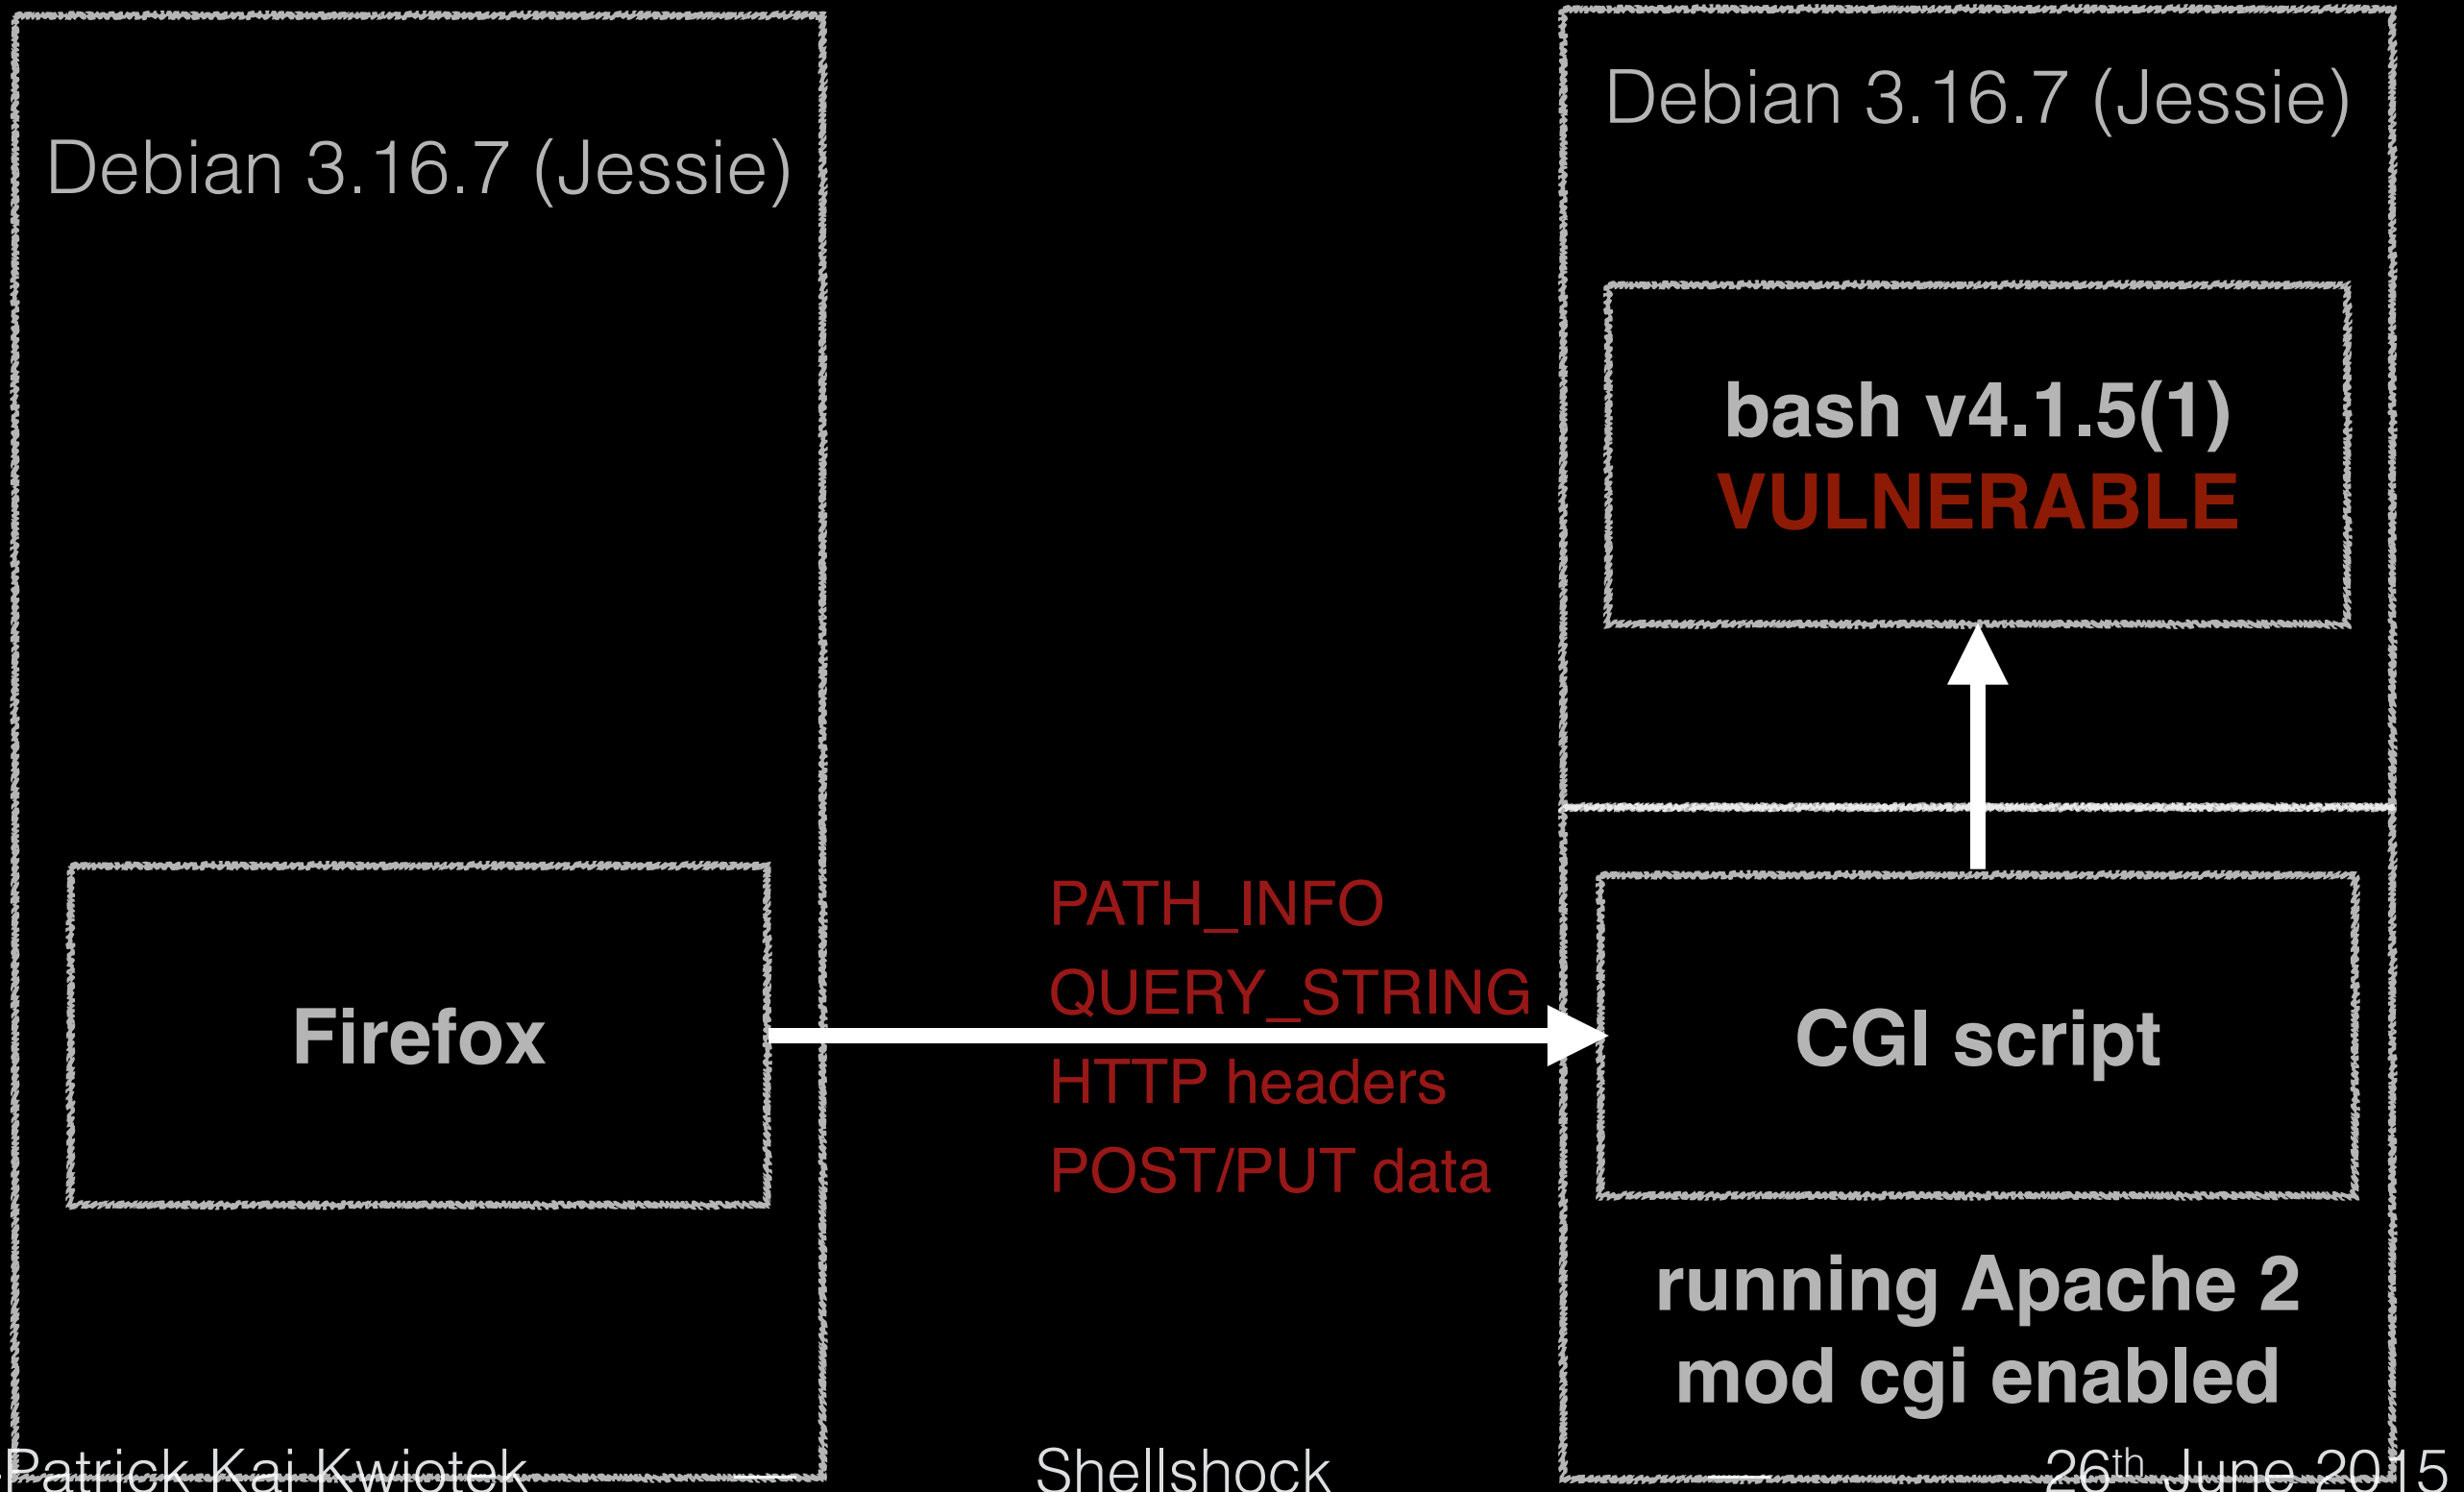 Debian 3.16.7 (Jessie)
Debian 3.16.7 (Jessie)
bash v4.1.5(1)
VULNERABLE
PATH_INFO
QUERY_STRING
HTTP headers
POST/PUT data
Firefox
CGI script
running Apache 2
mod cgi enabled
Patrick Kai Kwiotek
Shellshock
26th June 2015